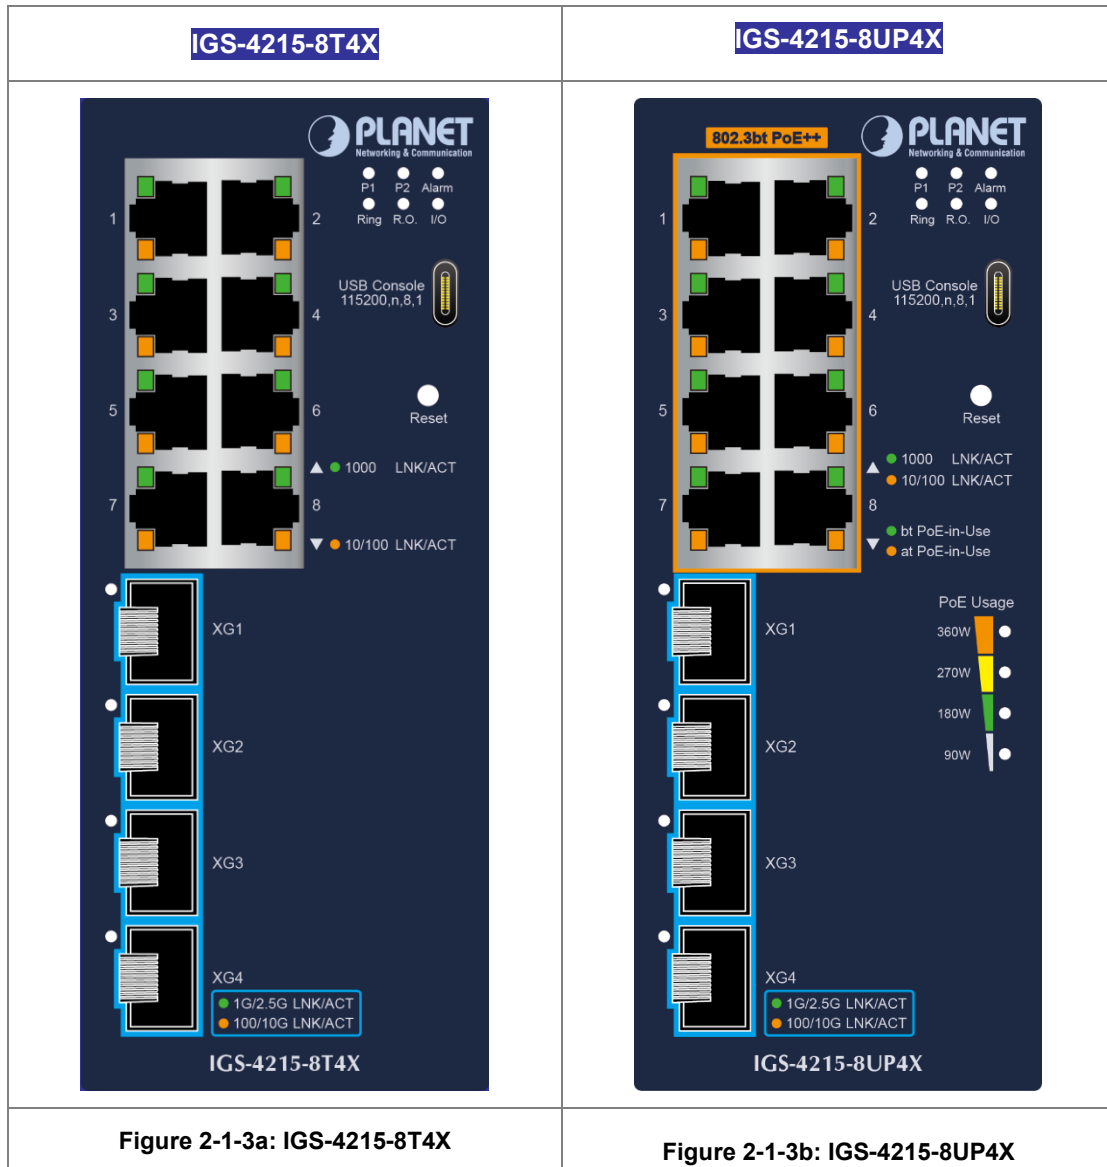 IGS-4215-8T4X
IGS-4215-8UP4X
PLANET
Networking & Communication
P1 P2 Alarm
Ring R.O. I/O
1
2
USB Console
115200,n,8,1
3
4
5
6
Reset
1000 LNK/ACT
7
8
10/100 LNK/ACT
XG1
XG2
XG3
XG4
1G/2.5G LNK/ACT
100/10G LNK/ACT
IGS-4215-8T4X
802.3bt PoE++
PLANET
Networking & Communication
P1 P2 Alarm
Ring R.O. I/O
1
2
USB Console
115200,n,8,1
3
4
5
6
Reset
1000 LNK/ACT
10/100 LNK/ACT
7
8
bt PoE-in-Use
at PoE-in-Use
PoE Usage
360W
270W
180W
90W
XG1
XG2
XG3
XG4
1G/2.5G LNK/ACT
100/10G LNK/ACT
IGS-4215-8UP4X
Figure 2-1-3a: IGS-4215-8T4X
Figure 2-1-3b: IGS-4215-8UP4X